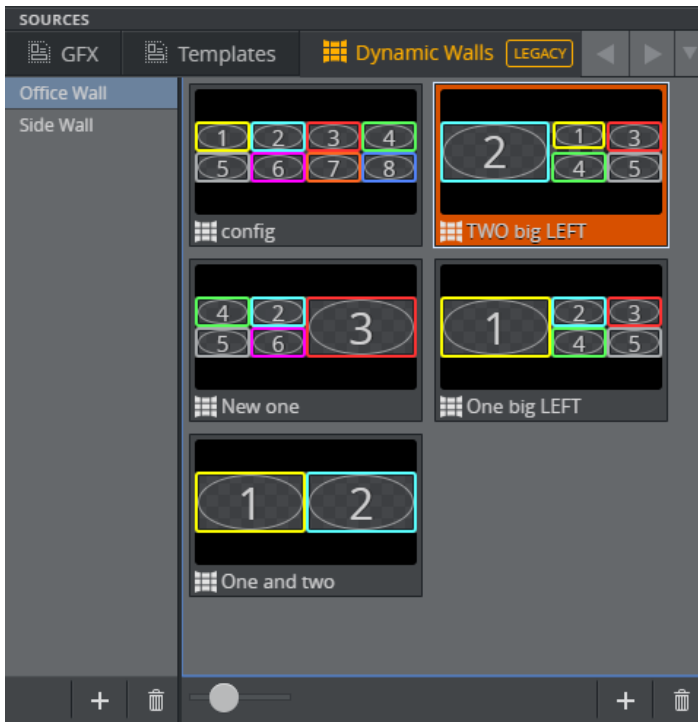 SOURCES
GFX Templates Dynamic Walls LEGACY
Office Wall
Side Wall
1 2 3 4
5 6 7 8
config
2 1 3
4 5
TWO big LEFT
4 2 3
5 6
New one
1 2 3
4 5
One big LEFT
1 2
One and two